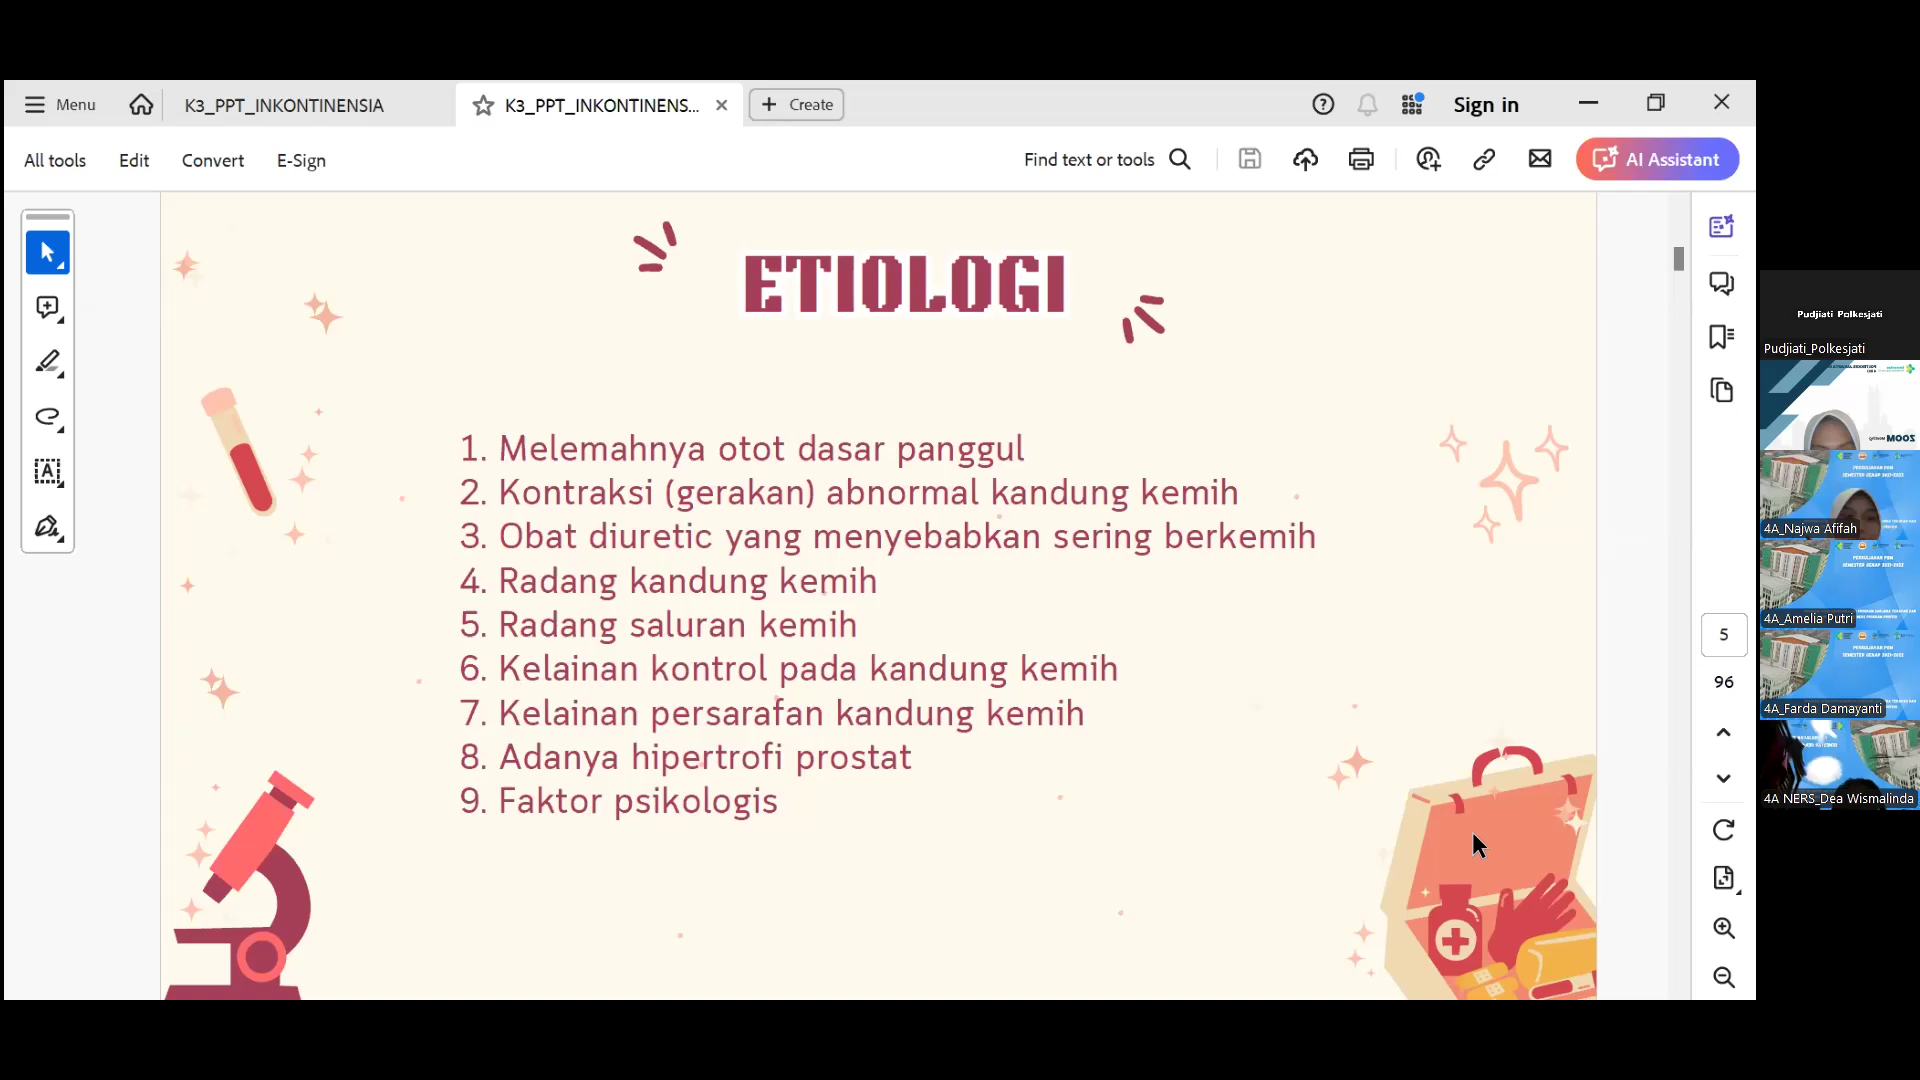 Menu
K3_PPT_INKONTINENSIA
K3_PPT_INKONTINENS...
Create
Sign in
All tools
Edit
Convert
E-Sign
Find text or tools
AI Assistant
ETIOLOGI
1. Melemahnya otot dasar panggul
2. Kontraksi (gerakan) abnormal kandung kemih
3. Obat diuretic yang menyebabkan sering berkemih
4. Radang kandung kemih
5. Radang saluran kemih
6. Kelainan kontrol pada kandung kemih
7. Kelainan persarafan kandung kemih
8. Adanya hipertrofi prostat
9. Faktor psikologis
5
96
Pudjiati Polkesjati
Pudjiati_Polkesjati
ZOOM
4A_Najwa Afifah
4A_Amelia Putri
4A_Farda Damayanti
4A NERS_Dea Wismalinda